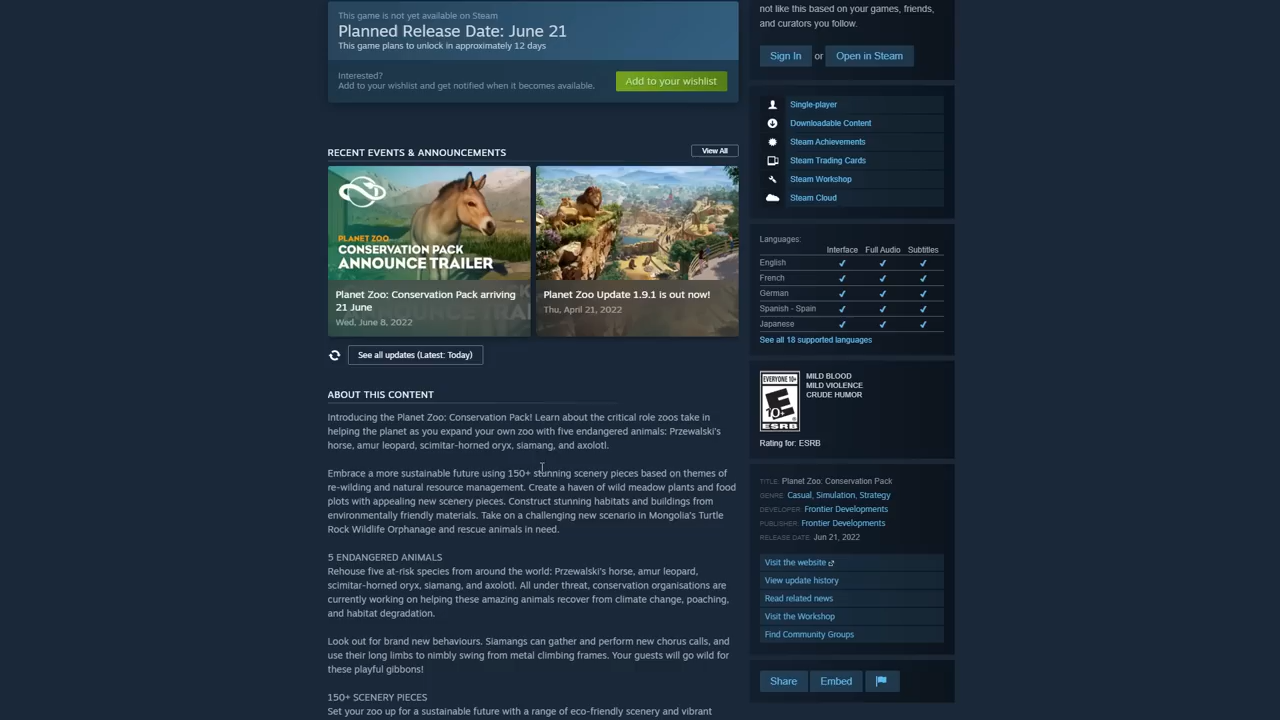 This game is not yet available on Steam
Planned Release Date: June 21
This game plans to unlock in approximately 12 days
Interested?
Add to your wishlist and get notified when it becomes available.
Add to your wishlist
RECENT EVENTS & ANNOUNCEMENTS
View All
PLANET ZOO
CONSERVATION PACK
ANNOUNCE TRAILER
Planet Zoo: Conservation Pack arriving
21 June
Wed, June 8, 2022
Planet Zoo Update 1.9.1 is out now!
Thu, April 21, 2022
See all updates (Latest: Today)
ABOUT THIS CONTENT
Introducing the Planet Zoo: Conservation Pack! Learn about the critical role zoos take in
helping the planet as you expand your own zoo with five endangered animals: Przewalski's
horse, amur leopard, scimitar-horned oryx, siamang, and axolotl.
Embrace a more sustainable future using 150+ stunning scenery pieces based on themes of
re-wilding and natural resource management. Create a haven of wild meadow plants and food
plots with appealing new scenery pieces. Construct stunning habitats and buildings from
environmentally friendly materials. Take on a challenging new scenario in Mongolia's Turtle
Rock Wildlife Orphanage and rescue animals in need.
5 ENDANGERED ANIMALS
Rehouse five at-risk species from around the world: Przewalski's horse, amur leopard,
scimitar-horned oryx, siamang, and axolotl. All under threat, conservation organisations are
currently working on helping these amazing animals recover from climate change, poaching,
and habitat degradation.
Look out for brand new behaviours. Siamangs can gather and perform new chorus calls, and
use their long limbs to nimbly swing from metal climbing frames. Your guests will go wild for
these playful gibbons!
150+ SCENERY PIECES
Set your zoo up for a sustainable future with a range of eco-friendly scenery and vibrant
not like this based on your games, friends,
and curators you follow.
Sign In or Open in Steam
Single-player
Downloadable Content
Steam Achievements
Steam Trading Cards
Steam Workshop
Steam Cloud
Languages:
Interface Full Audio Subtitles
English ✔ ✔ ✔
French ✔ ✔ ✔
German ✔ ✔ ✔
Spanish - Spain ✔ ✔ ✔
Japanese ✔ ✔ ✔
See all 18 supported languages
EVERYONE 10+
E
10+
ESRB
MILD BLOOD
MILD VIOLENCE
CRUDE HUMOR
Rating for: ESRB
TITLE: Planet Zoo: Conservation Pack
GENRE: Casual, Simulation, Strategy
DEVELOPER: Frontier Developments
PUBLISHER: Frontier Developments
RELEASE DATE: Jun 21, 2022
Visit the website
View update history
Read related news
Visit the Workshop
Find Community Groups
Share
Embed